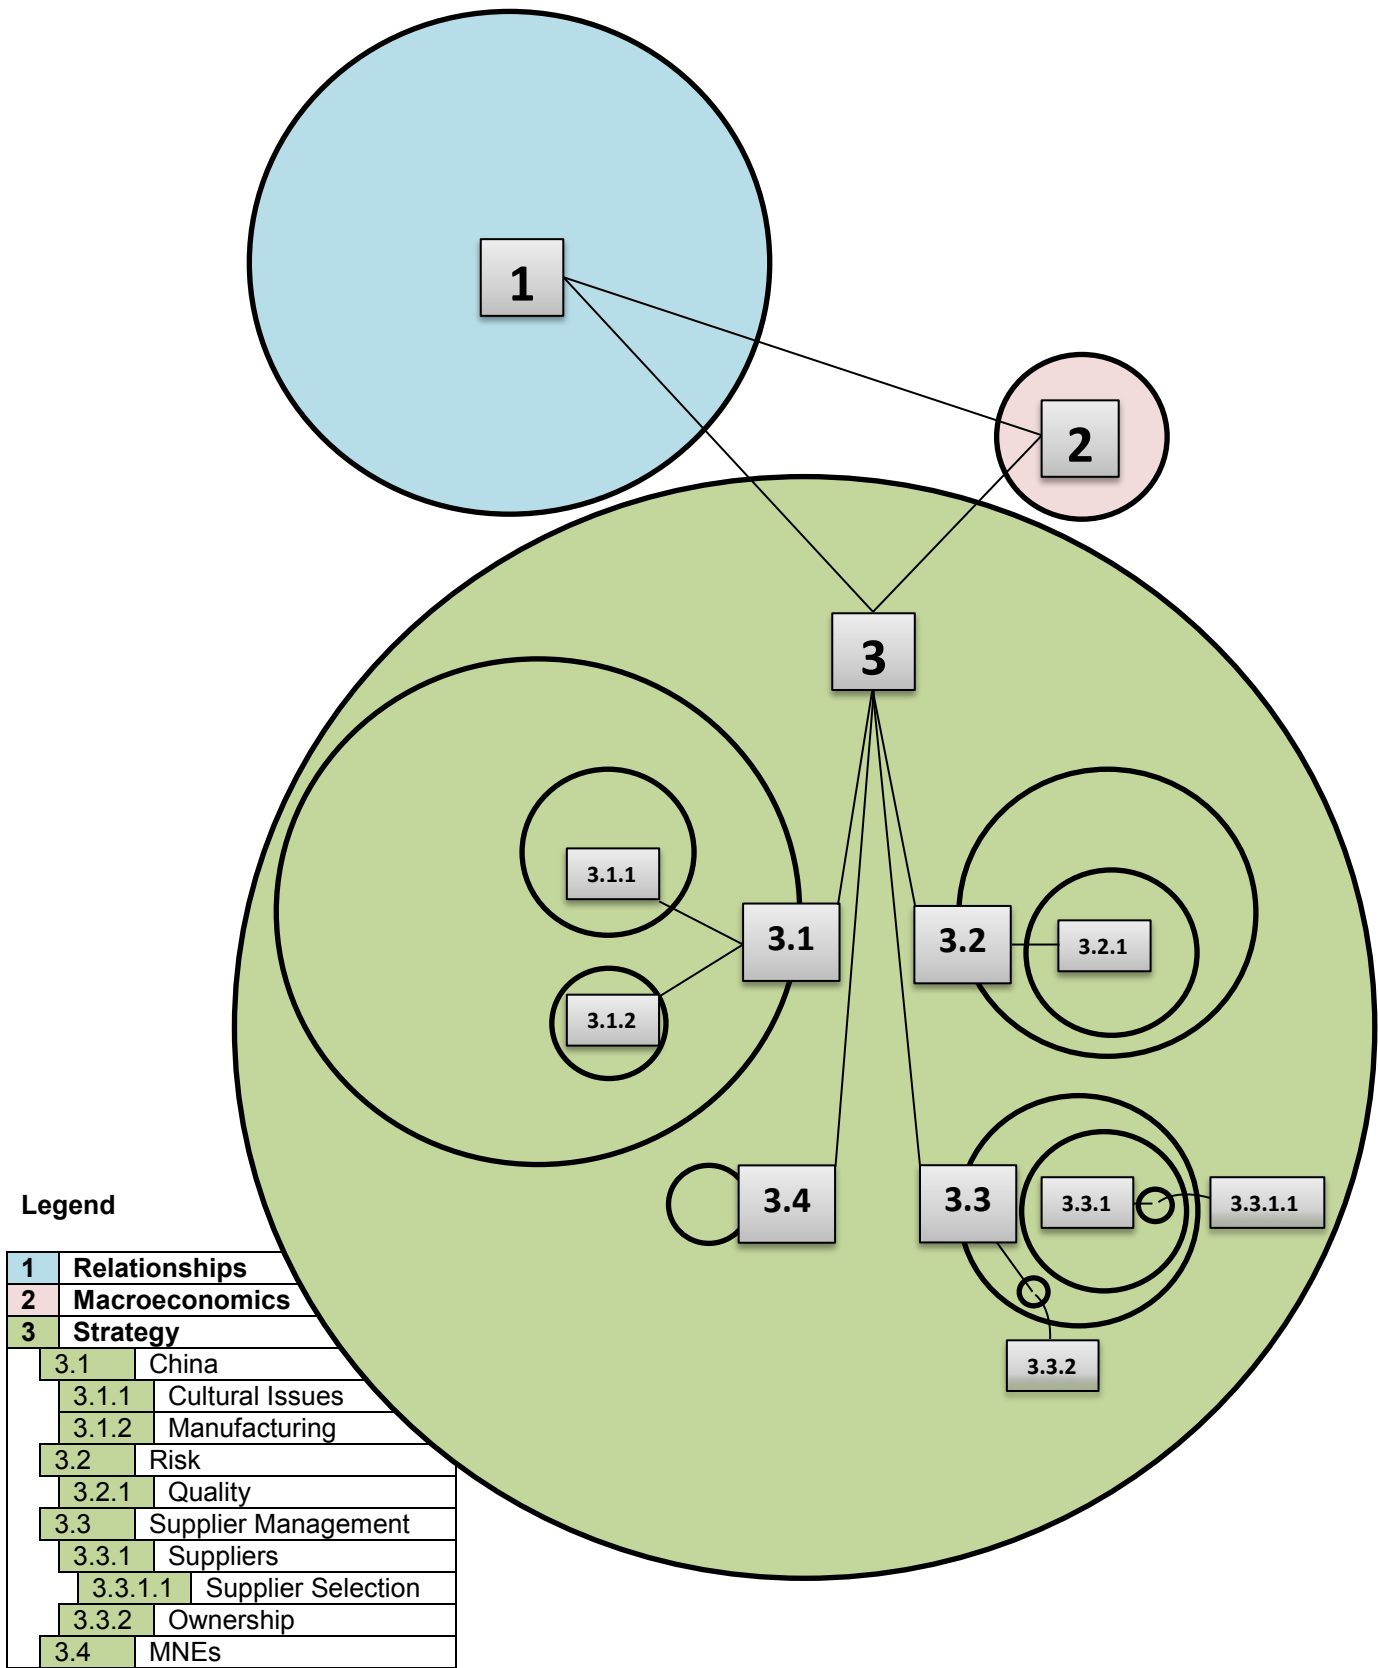 1
2
3
3.1.1
3.1
3.2
3.2.1
3.1.2
3.4
3.3
3.3.1
3.3.1.1
3.3.2
Legend
1 Relationships
2 Macroeconomics
3 Strategy
3.1 China
3.1.1 Cultural Issues
3.1.2 Manufacturing
3.2 Risk
3.2.1 Quality
3.3 Supplier Management
3.3.1 Suppliers
3.3.1.1 Supplier Selection
3.3.2 Ownership
3.4 MNEs